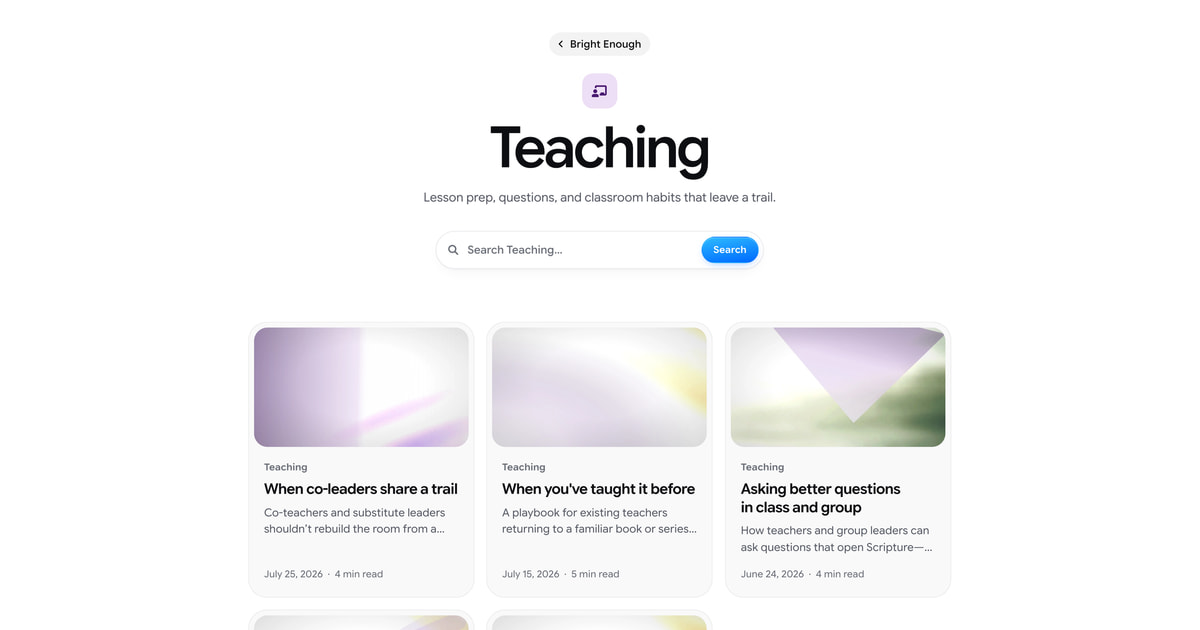 Bright Enough
Teaching
Lesson prep, questions, and classroom habits that leave a trail.
Search Teaching...
Search
Teaching
When co-leaders share a trail
Co-teachers and substitute leaders
shouldn't rebuild the room from a...
July 25, 2026 · 4 min read
Teaching
When you've taught it before
A playbook for existing teachers
returning to a familiar book or series...
July 15, 2026 · 5 min read
Teaching
Asking better questions
in class and group
How teachers and group leaders can
ask questions that open Scripture—...
June 24, 2026 · 4 min read